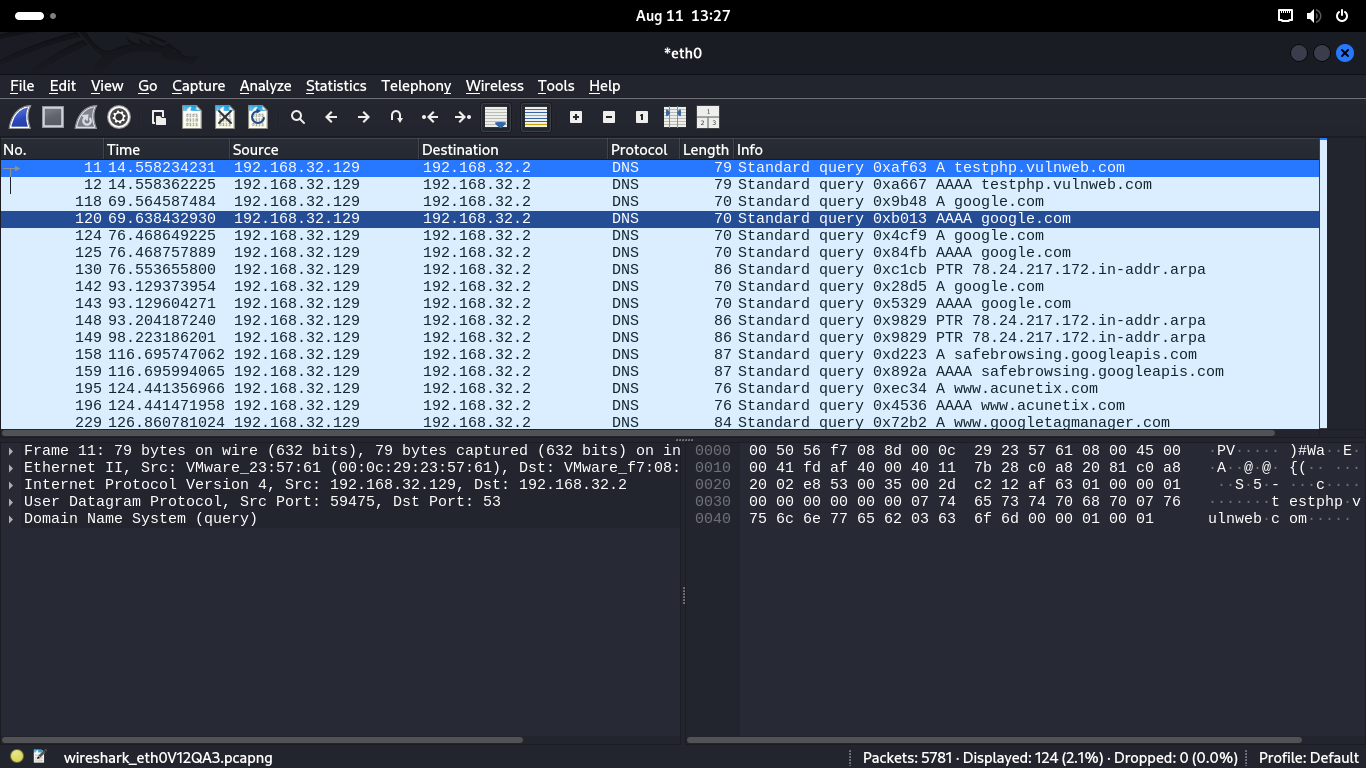 Aug 11 13:27
*eth0
File Edit View Go Capture Analyze Statistics Telephony Wireless Tools Help
No. Time Source Destination Protocol Length Info
11 14.558234231 192.168.32.129 192.168.32.2 DNS 79 Standard query 0xaf63 A testphp.vulnweb.com
12 14.558362225 192.168.32.129 192.168.32.2 DNS 79 Standard query 0xa667 AAAA testphp.vulnweb.com
118 69.564587484 192.168.32.129 192.168.32.2 DNS 70 Standard query 0x9b48 A google.com
120 69.638432930 192.168.32.129 192.168.32.2 DNS 70 Standard query 0xb013 AAAA google.com
124 76.468649225 192.168.32.129 192.168.32.2 DNS 70 Standard query 0x4cf9 A google.com
125 76.468757889 192.168.32.129 192.168.32.2 DNS 70 Standard query 0x84fb AAAA google.com
130 76.553655800 192.168.32.129 192.168.32.2 DNS 86 Standard query 0xc1cb PTR 78.24.217.172.in-addr.arpa
142 93.129373954 192.168.32.129 192.168.32.2 DNS 70 Standard query 0x28d5 A google.com
143 93.129604271 192.168.32.129 192.168.32.2 DNS 70 Standard query 0x5329 AAAA google.com
148 93.204187240 192.168.32.129 192.168.32.2 DNS 86 Standard query 0x9829 PTR 78.24.217.172.in-addr.arpa
149 98.223186201 192.168.32.129 192.168.32.2 DNS 86 Standard query 0x9829 PTR 78.24.217.172.in-addr.arpa
158 116.695747062 192.168.32.129 192.168.32.2 DNS 87 Standard query 0xd223 A safebrowsing.googleapis.com
159 116.695994065 192.168.32.129 192.168.32.2 DNS 87 Standard query 0x892a AAAA safebrowsing.googleapis.com
195 124.441356966 192.168.32.129 192.168.32.2 DNS 76 Standard query 0xec34 A www.acunetix.com
196 124.441471958 192.168.32.129 192.168.32.2 DNS 76 Standard query 0x4536 AAAA www.acunetix.com
229 126.860781024 192.168.32.129 192.168.32.2 DNS 84 Standard query 0x72b2 A www.googletagmanager.com
Frame 11: 79 bytes on wire (632 bits), 79 bytes captured (632 bits) on in
Ethernet II, Src: VMware_23:57:61 (00:0c:29:23:57:61), Dst: VMware_f7:08:
Internet Protocol Version 4, Src: 192.168.32.129, Dst: 192.168.32.2
User Datagram Protocol, Src Port: 59475, Dst Port: 53
Domain Name System (query)
0000 00 50 56 f7 08 8d 00 0c 29 23 57 61 08 00 45 00 ·PV····· )#Wa··E·
0010 00 41 fd af 40 00 40 11 7b 28 c0 a8 20 81 c0 a8 ·A··@·@· {(·· ···
0020 20 02 e8 53 00 35 00 2d c2 12 af 63 01 00 00 01 ··S·5·- ···c····
0030 00 00 00 00 00 00 07 74 65 73 74 70 68 70 07 76 ·······t estphp·v
0040 75 6c 6e 77 65 62 03 63 6f 6d 00 00 01 00 01 ulnweb·c om·····
wireshark_eth0V12QA3.pcapng
Packets: 5781 · Displayed: 124 (2.1%) · Dropped: 0 (0.0%)
Profile: Default